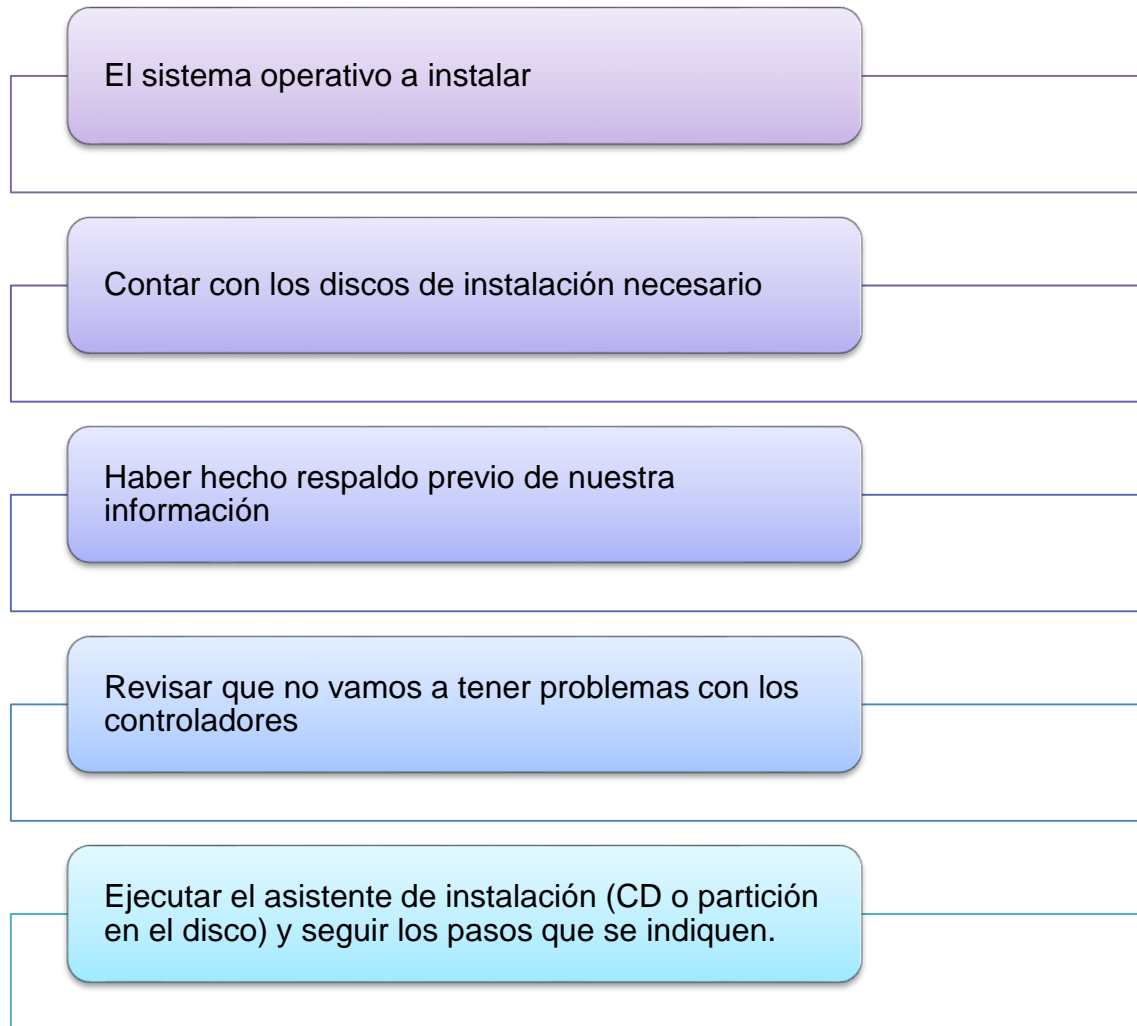 El sistema operativo a instalar
Contar con los discos de instalación necesario
Haber hecho respaldo previo de nuestra
información
Revisar que no vamos a tener problemas con los
controladores
Ejecutar el asistente de instalación (CD o partición
en el disco) y seguir los pasos que se indiquen.